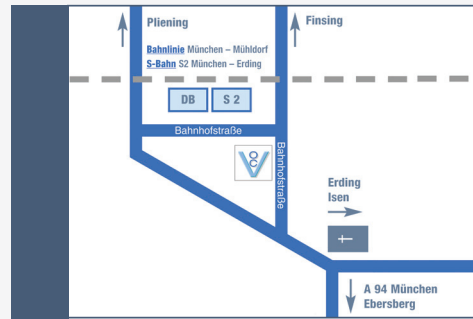 Pliening
Finsing
Bahnlinie München – Mühldorf
S-Bahn S2 München – Erding
DB
S 2
Bahnhofstraße
Bahnhofstraße
Erding
Isen
A 94 München
Ebersberg